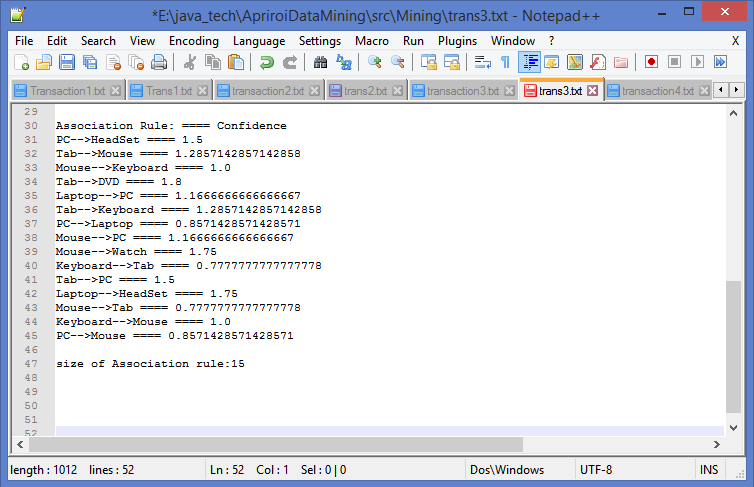 *E:\java_tech\ApriroiDataMining\src\Mining\trans3.txt - Notepad++
File Edit Search View Encoding Language Settings Macro Run Plugins Window ? X
Transaction1.txt Trans1.txt transaction2.txt trans2.txt transaction3.txt trans3.txt transaction4.txt
29
30 Association Rule: ==== Confidence
31 PC-->HeadSet ==== 1.5
32 Tab-->Mouse ==== 1.2857142857142858
33 Mouse-->Keyboard ==== 1.0
34 Tab-->DVD ==== 1.8
35 Laptop-->PC ==== 1.1666666666666667
36 Tab-->Keyboard ==== 1.2857142857142858
37 PC-->Laptop ==== 0.8571428571428571
38 Mouse-->PC ==== 1.1666666666666667
39 Mouse-->Watch ==== 1.75
40 Keyboard-->Tab ==== 0.7777777777777778
41 Tab-->PC ==== 1.5
42 Laptop-->HeadSet ==== 1.75
43 Mouse-->Tab ==== 0.7777777777777778
44 Keyboard-->Mouse ==== 1.0
45 PC-->Mouse ==== 0.8571428571428571
46
47 size of Association rule:15
48
49
50
51
52
length : 1012 lines : 52 Ln : 52 Col : 1 Sel : 0 | 0 Dos\Windows UTF-8 INS